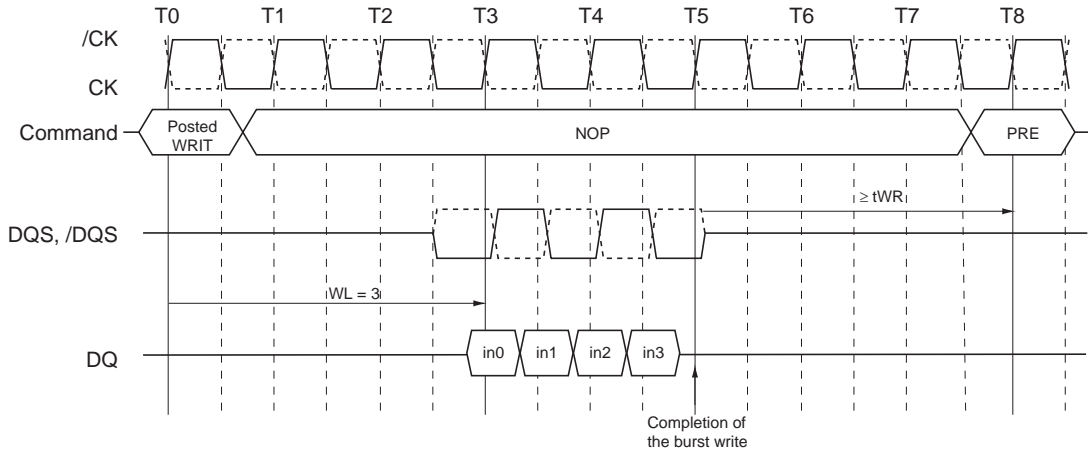 T0 T1 T2 T3 T4 T5 T6 T7 T8
/CK
CK
Command
Posted
WRIT
NOP
PRE
≥ tWR
DQS, /DQS
WL = 3
DQ
in0 in1 in2 in3
Completion of
the burst write